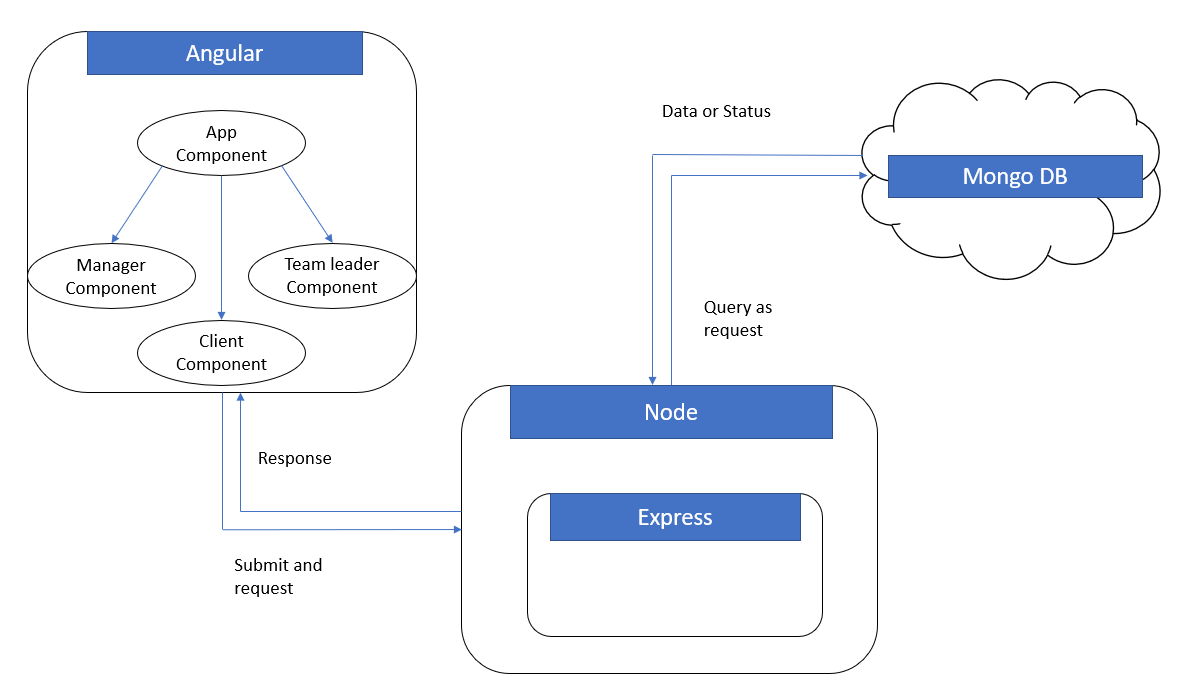 Angular
App
Component
Manager
Component
Team leader
Component
Client
Component
Data or Status
Mongo DB
Query as
request
Node
Response
Express
Submit and
request